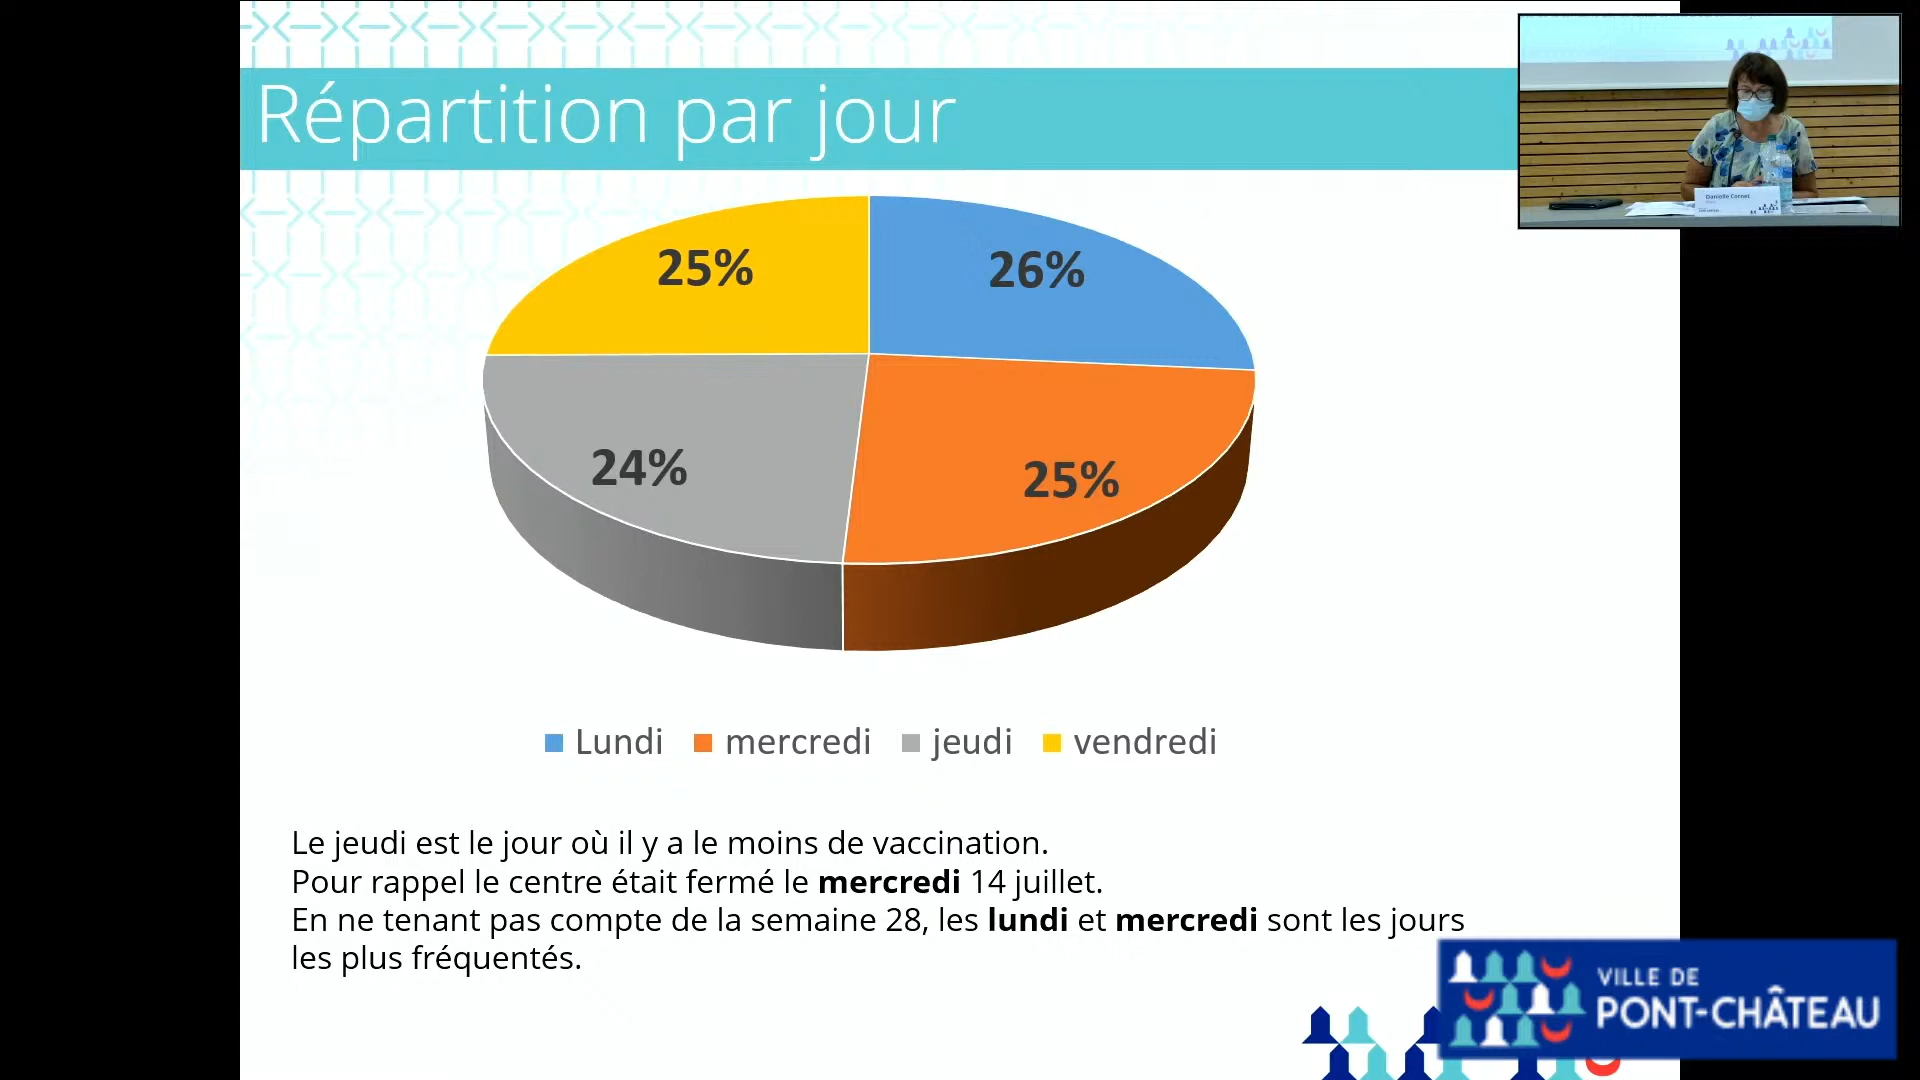 Répartition par jour
Danielle Cornet
25%
26%
24%
25%
Lundi mercredi jeudi vendredi
Le jeudi est le jour où il y a le moins de vaccination.
Pour rappel le centre était fermé le mercredi 14 juillet.
En ne tenant pas compte de la semaine 28, les lundi et mercredi sont les jours
les plus fréquentés.
VILLE DE
PONT-CHÂTEAU